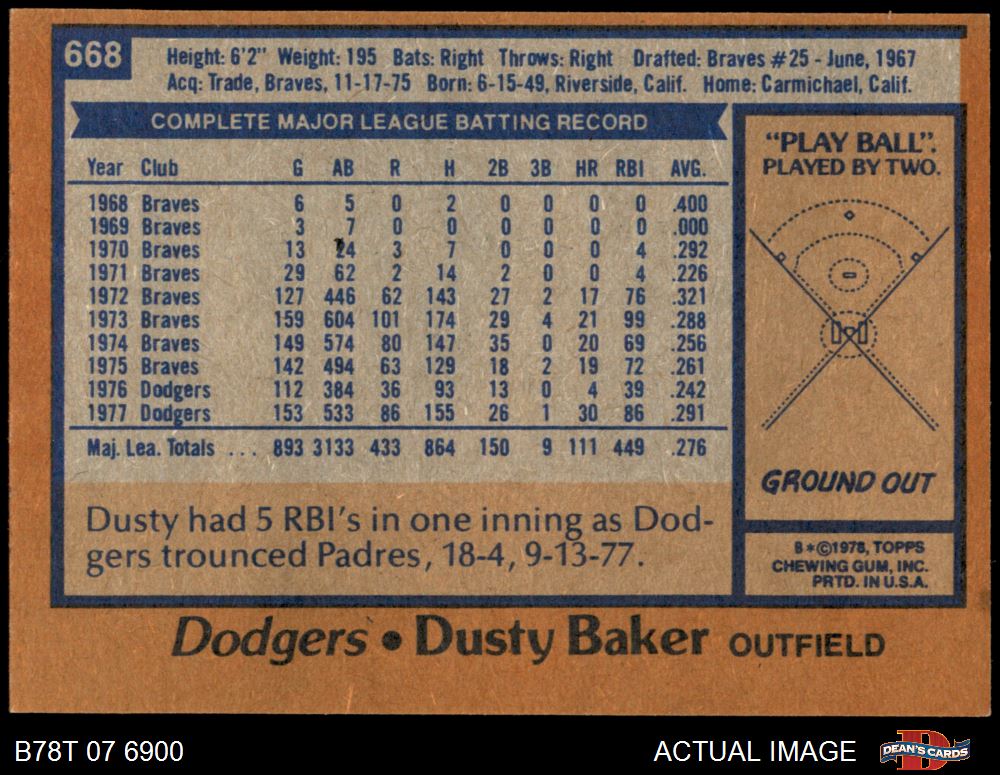 668
Height: 6'2" Weight: 195 Bats: Right Throws: Right Drafted: Braves #25 - June, 1967
Acq: Trade, Braves, 11-17-75 Born: 6-15-49, Riverside, Calif. Home: Carmichael, Calif.
COMPLETE MAJOR LEAGUE BATTING RECORD
Year Club G AB R H 2B 3B HR RBI AVG.
1968 Braves 6 5 0 2 0 0 0 0 .400
1969 Braves 3 7 0 0 0 0 0 0 .000
1970 Braves 13 24 3 7 0 0 0 4 .292
1971 Braves 29 62 2 14 2 0 0 4 .226
1972 Braves 127 446 62 143 27 2 17 76 .321
1973 Braves 159 604 101 174 29 4 21 99 .288
1974 Braves 149 574 80 147 35 0 20 69 .256
1975 Braves 142 494 63 129 18 2 19 72 .261
1976 Dodgers 112 384 36 93 13 0 4 39 .242
1977 Dodgers 153 533 86 155 26 1 30 86 .291
Maj. Lea. Totals ... 893 3133 433 864 150 9 111 449 .276
Dusty had 5 RBI's in one inning as Dod-
gers trounced Padres, 18-4, 9-13-77.
"PLAY BALL".
PLAYED BY TWO.
GROUND OUT
B*©1978, TOPPS
CHEWING GUM, INC.
PRTD. IN U.S.A.
Dodgers • Dusty Baker OUTFIELD
B78T 07 6900 ACTUAL IMAGE DEAN'S CARDS